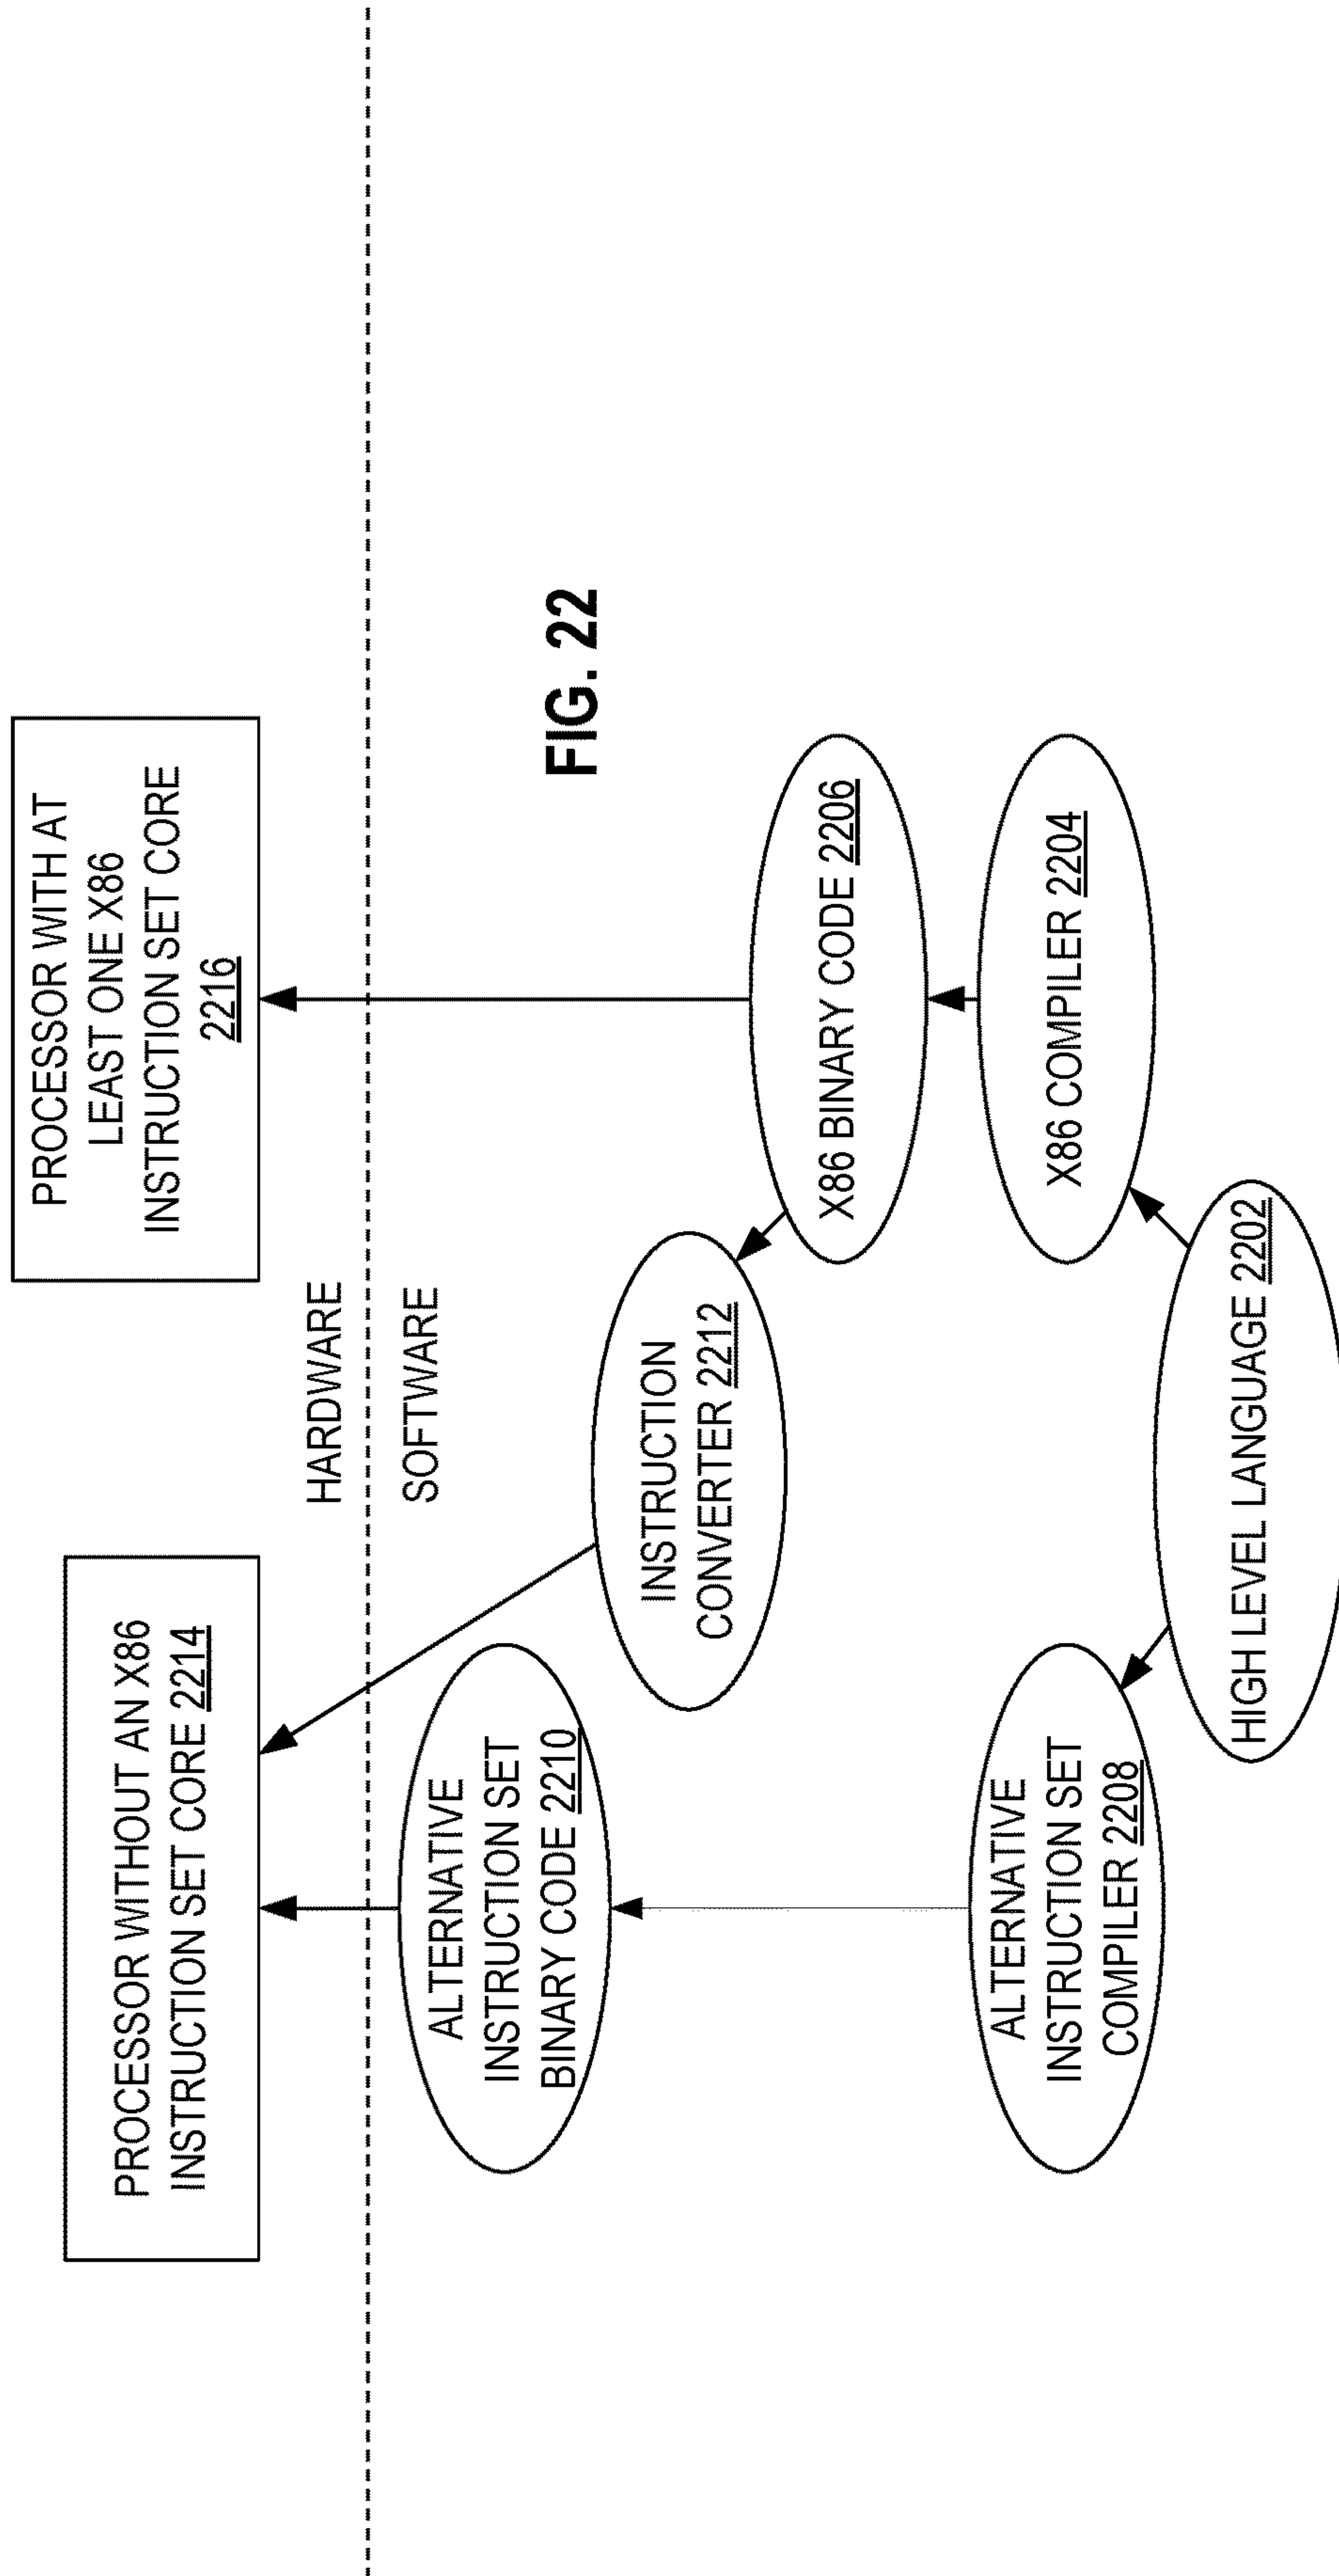 PROCESSOR WITHOUT AN X86
INSTRUCTION SET CORE 2214
PROCESSOR WITH AT
LEAST ONE X86
INSTRUCTION SET CORE
2216
HARDWARE
SOFTWARE
ALTERNATIVE
INSTRUCTION SET
BINARY CODE 2210
INSTRUCTION
CONVERTER 2212
FIG. 22
X86 BINARY CODE 2206
ALTERNATIVE
INSTRUCTION SET
COMPILER 2208
X86 COMPILER 2204
HIGH LEVEL LANGUAGE 2202